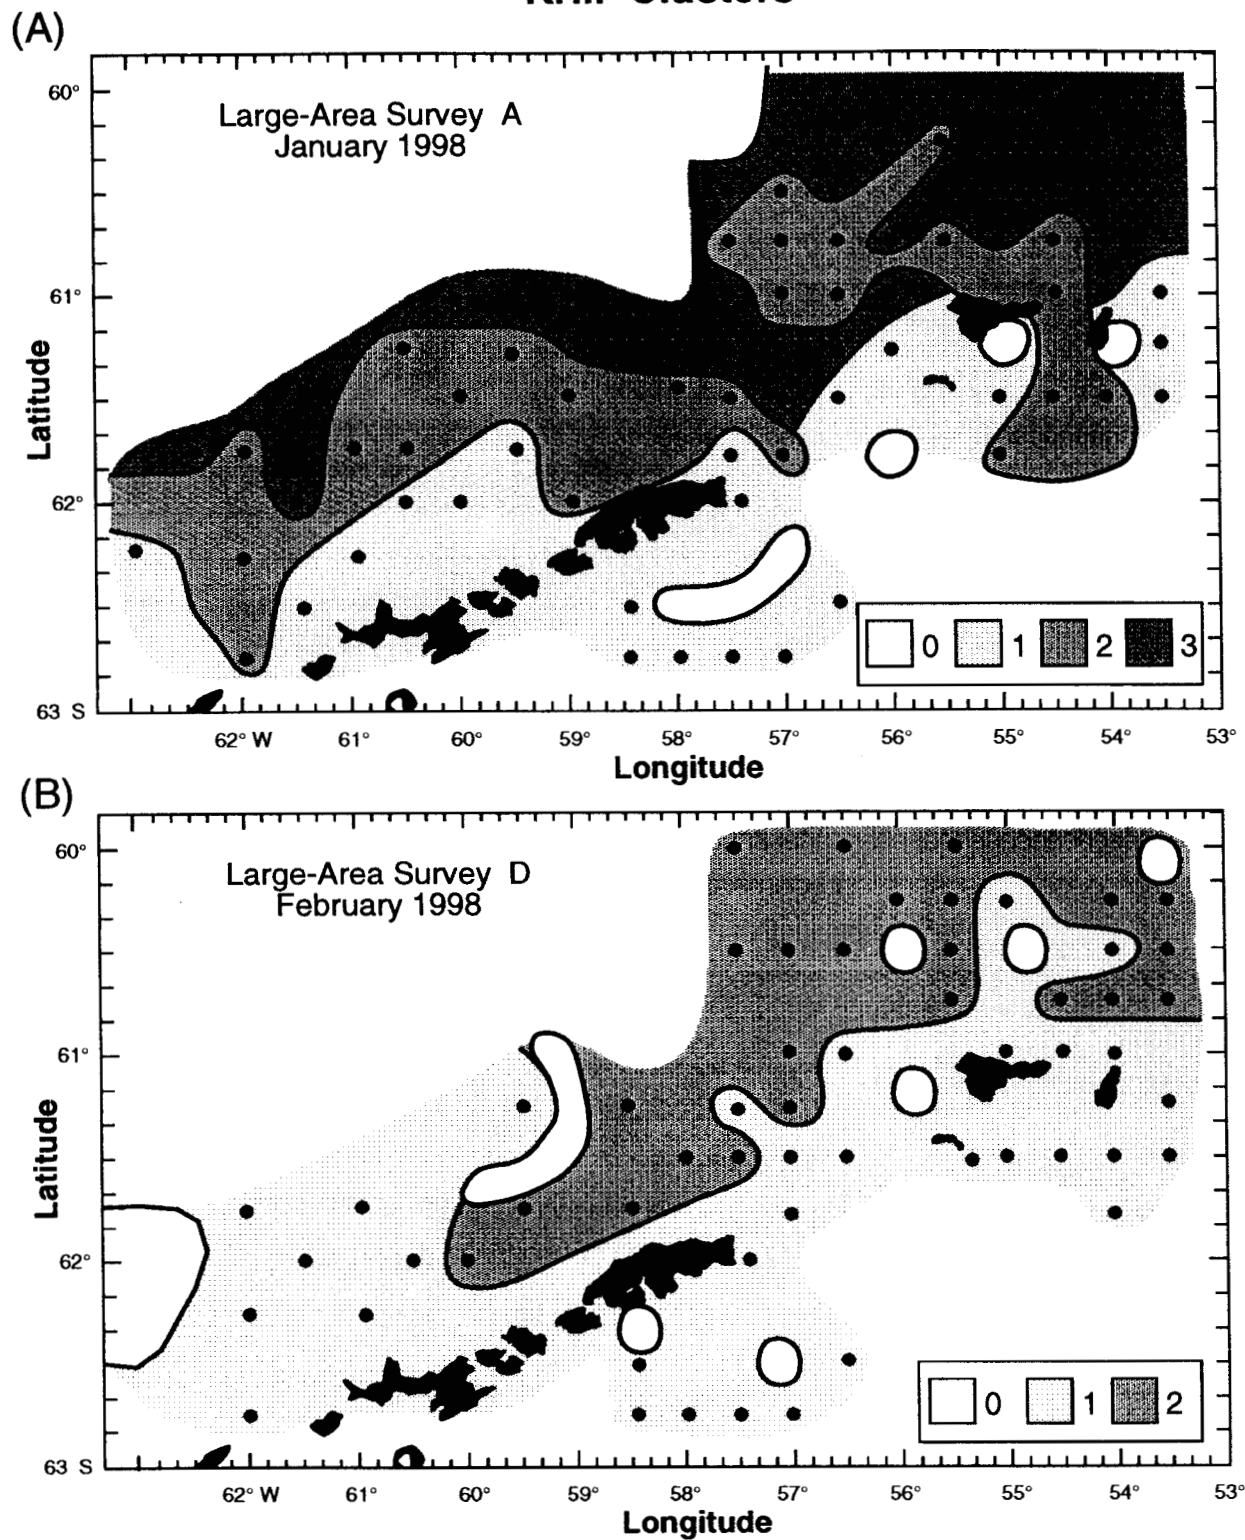 (A)
Large-Area Survey A
January 1998
60°
61°
62°
63 S
Latitude
0 1 2 3
62° W 61° 60° 59° 58° 57° 56° 55° 54° 53°
Longitude
(B)
Large-Area Survey D
February 1998
60°
61°
62°
63 S
Latitude
0 1 2
62° W 61° 60° 59° 58° 57° 56° 55° 54° 53°
Longitude